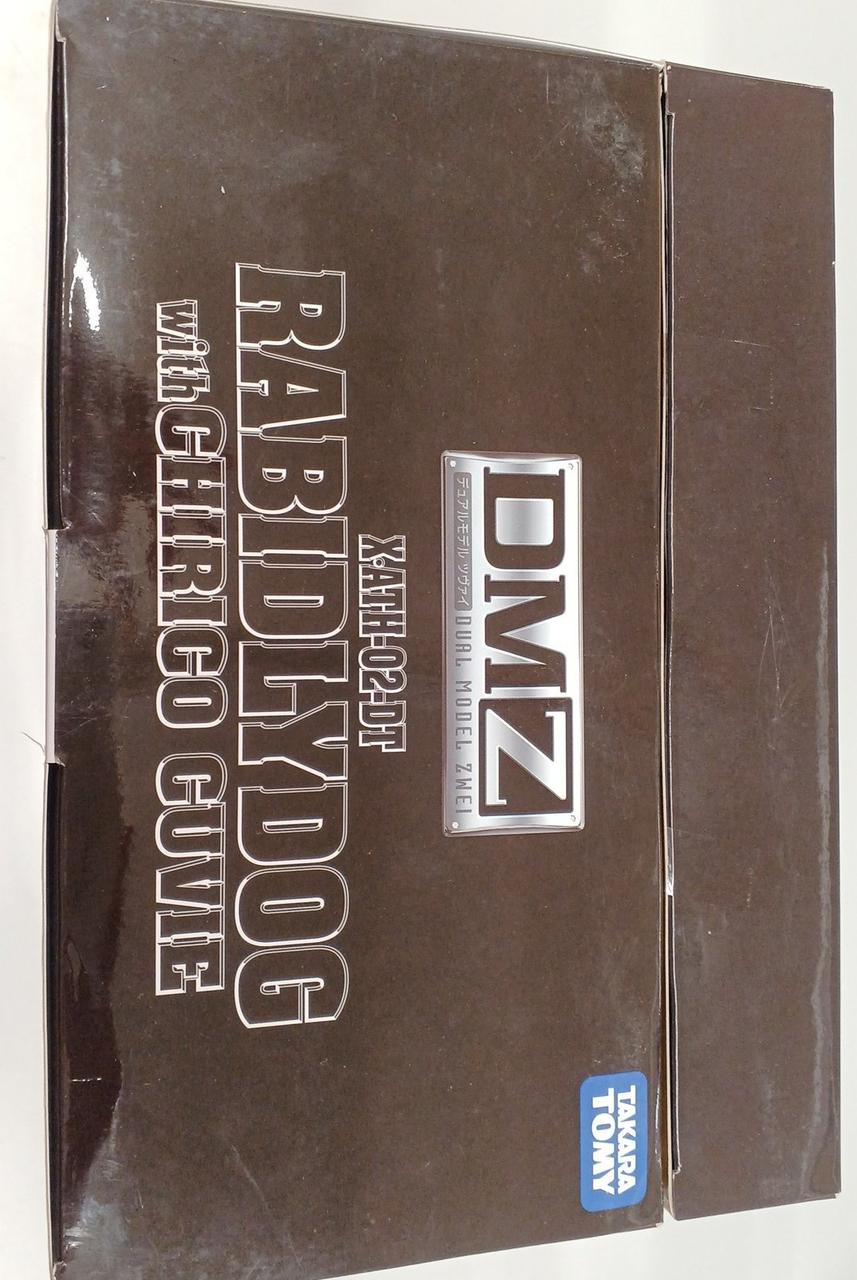 DMZ
デュアルモデル ツヴァイ DUAL MODEL ZWEI
X·ATH-02-DT
RABIDLYDOG
with CHIRICO CUVIE
TAKARA
TOMY